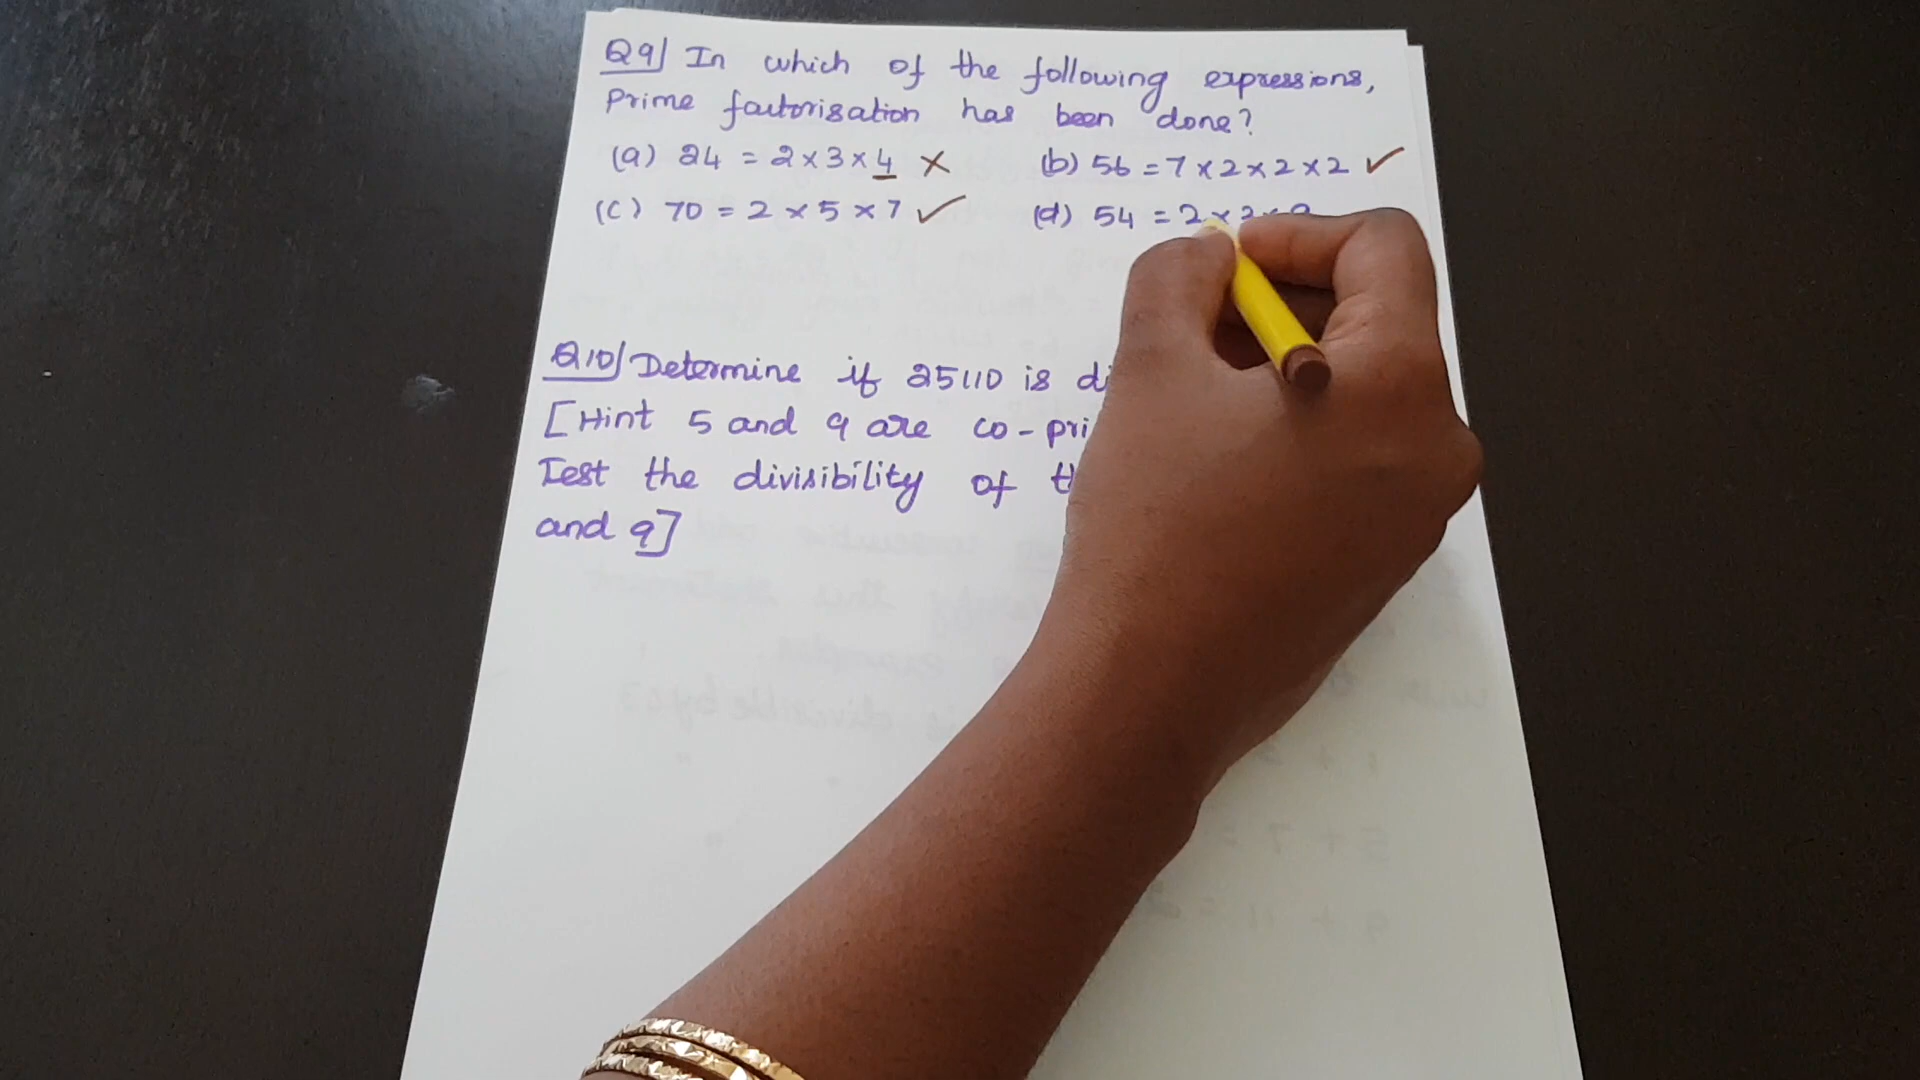 Q9/ In which of the following expressions,
Prime factorisation has been done?
(a) 24 = 2 x 3 x 4 ✗ (b) 56 = 7 x 2 x 2 x 2 ✓
(c) 70 = 2 x 5 x 7 ✓ (d) 54 = 2 x
Q10/ Determine if 25110 is
[Hint 5 and 9 are co-
Test the divisibility of
and 9]